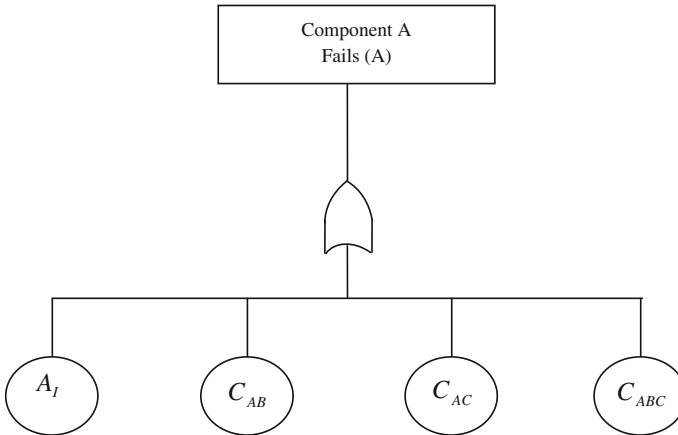 Component A
Fails (A)
A_I
C_AB
C_AC
C_ABC